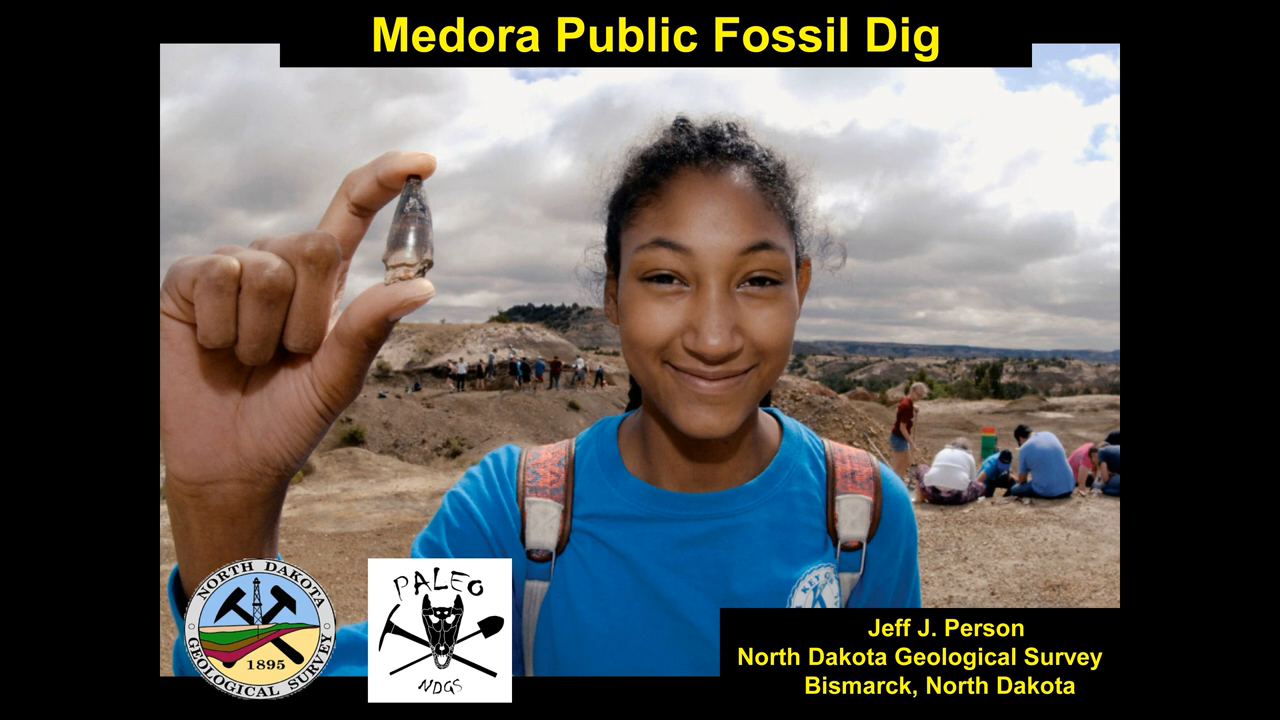 Medora Public Fossil Dig
NORTH DAKOTA
GEOLOGICAL SURVEY
1895
PALEO
NDGS
Jeff J. Person
North Dakota Geological Survey
Bismarck, North Dakota